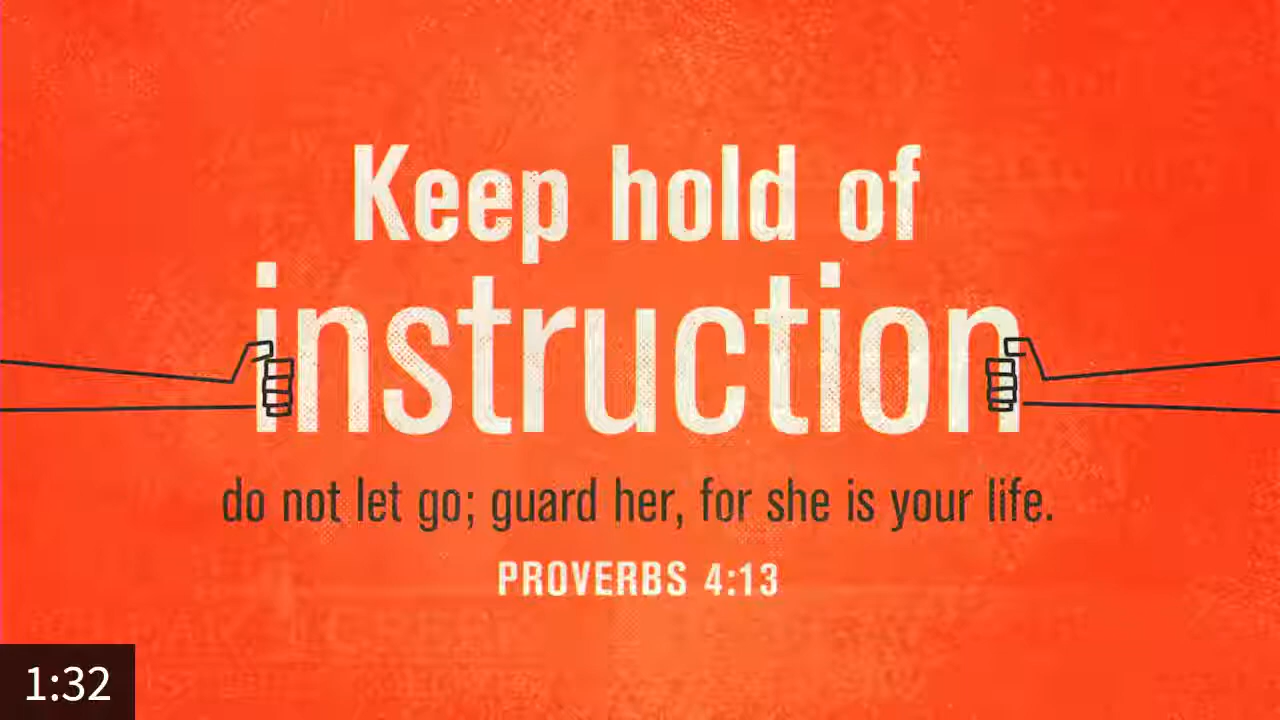 Keep hold of
instruction
do not let go; guard her, for she is your life.
PROVERBS 4:13
1:32